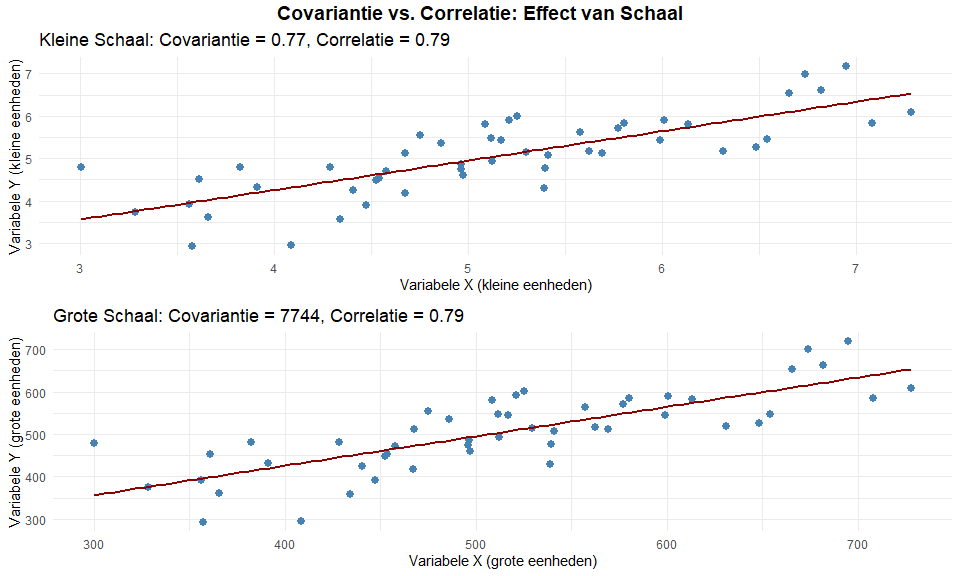 Covariantie vs. Correlatie: Effect van Schaal
Kleine Schaal: Covariantie = 0.77, Correlatie = 0.79
Variabele Y (kleine eenheden)
7
6
5
4
3
3 4 5 6 7
Variabele X (kleine eenheden)
Grote Schaal: Covariantie = 7744, Correlatie = 0.79
Variabele Y (grote eenheden)
700
600
500
400
300
300 400 500 600 700
Variabele X (grote eenheden)